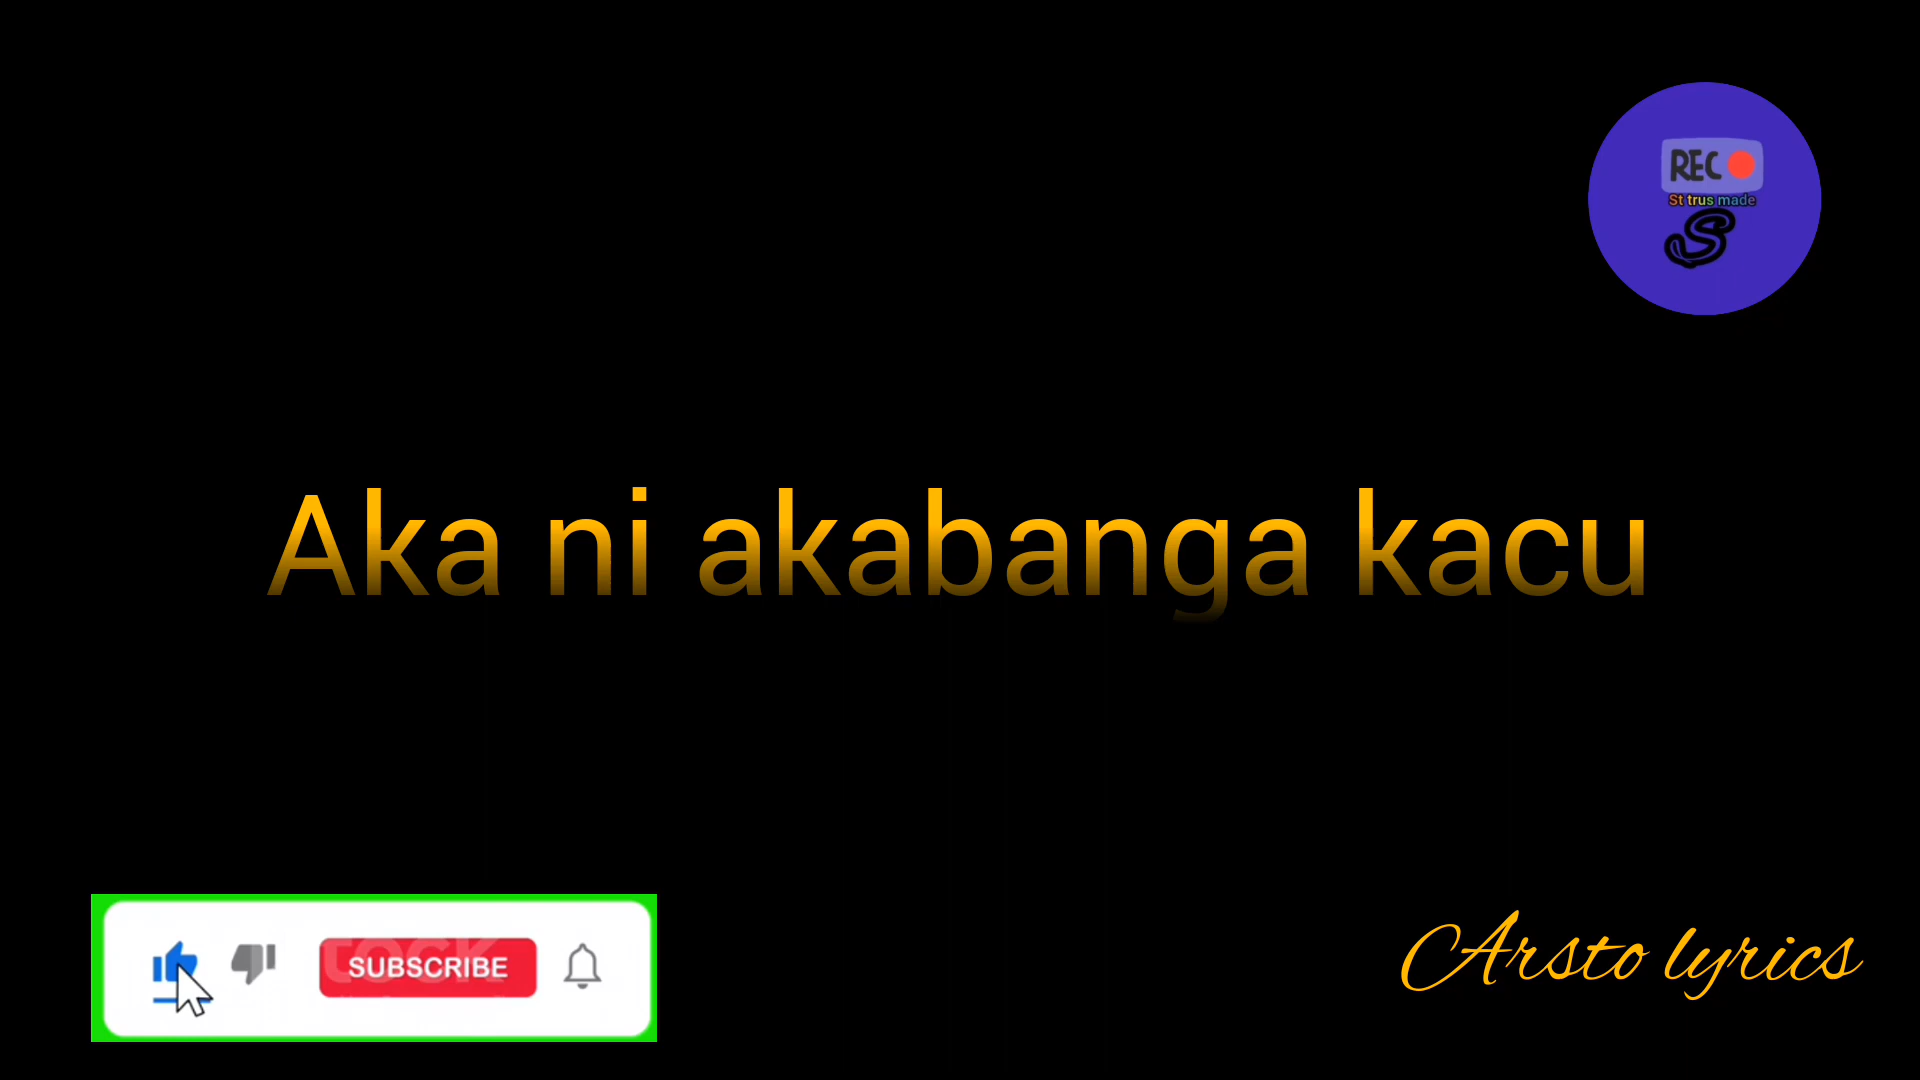 REC
St trus made
S
Aka ni akabanga kacu
SUBSCRIBE
Arsto lyrics